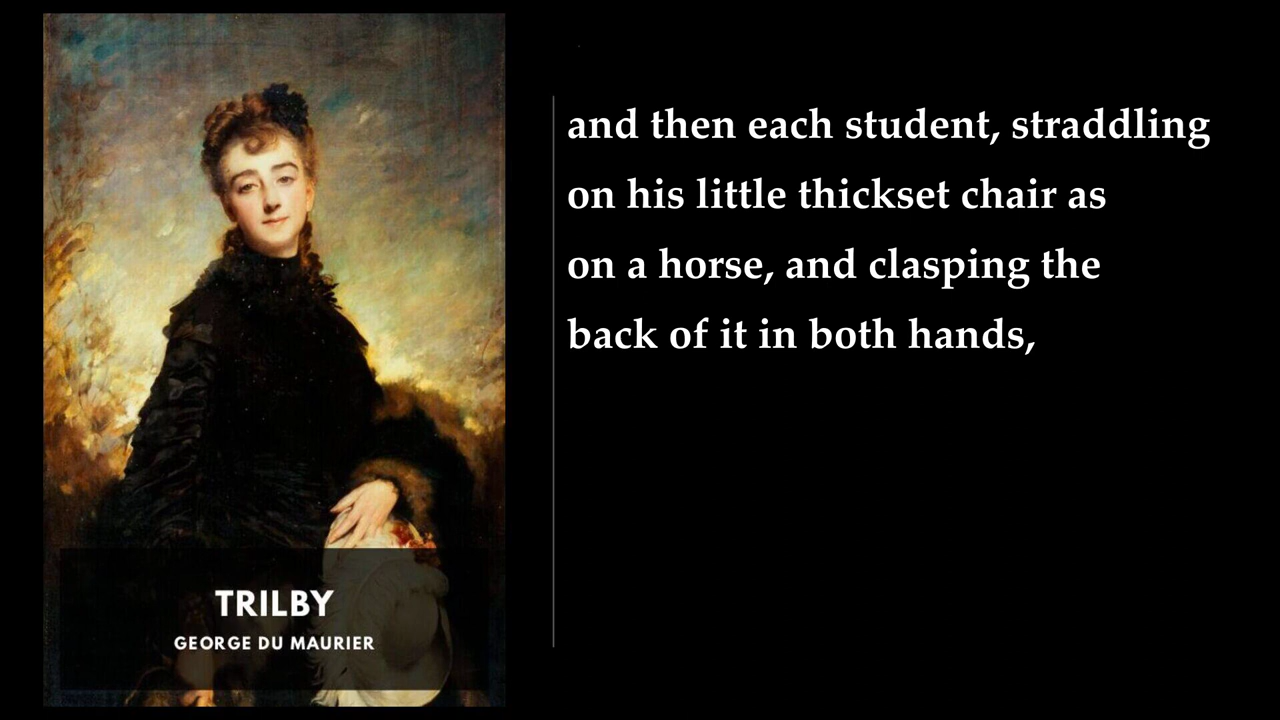 and then each student, straddling
on his little thickset chair as
on a horse, and clasping the
back of it in both hands,
TRILBY
GEORGE DU MAURIER